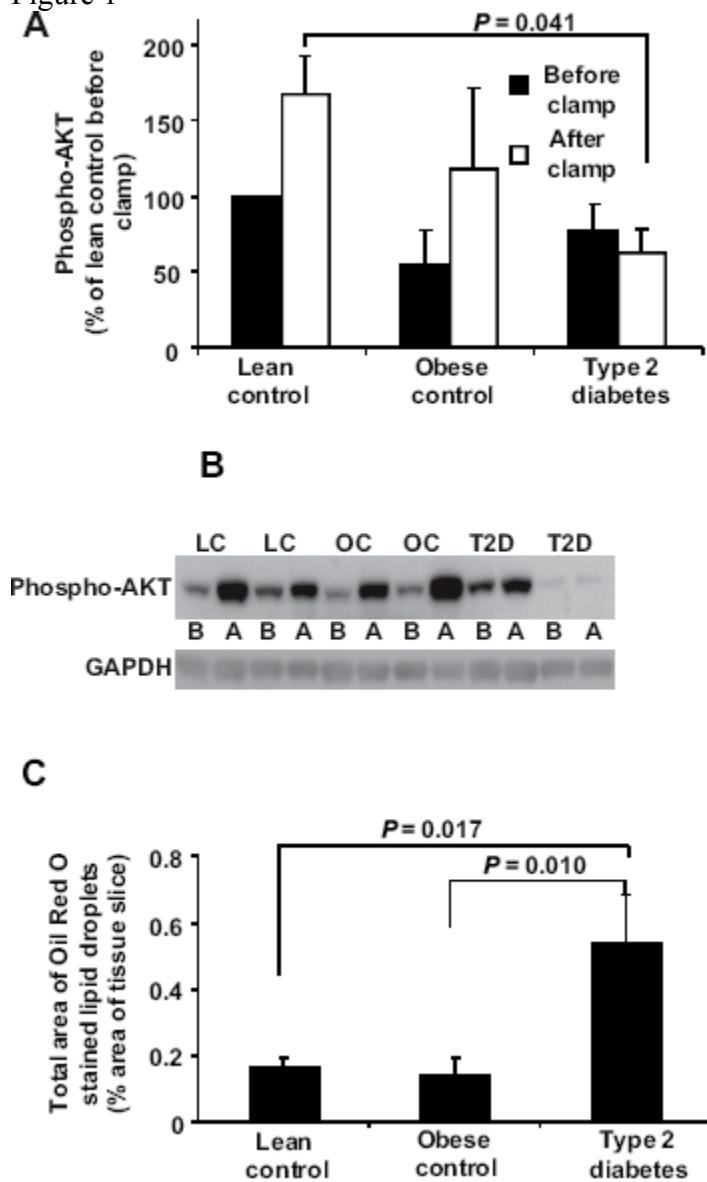 Figure 1
A
P = 0.041
200
150
100
50
0
Phospho-AKT
(% of lean control before
clamp)
Before
clamp
After
clamp
Lean
control
Obese
control
Type 2
diabetes
B
LC LC OC OC T2D T2D
Phospho-AKT
B A B A B A B A B A B A
GAPDH
C
P = 0.017
P = 0.010
0.8
0.6
0.4
0.2
0
Total area of Oil Red O
stained lipid droplets
(% area of tissue slice)
Lean
control
Obese
control
Type 2
diabetes